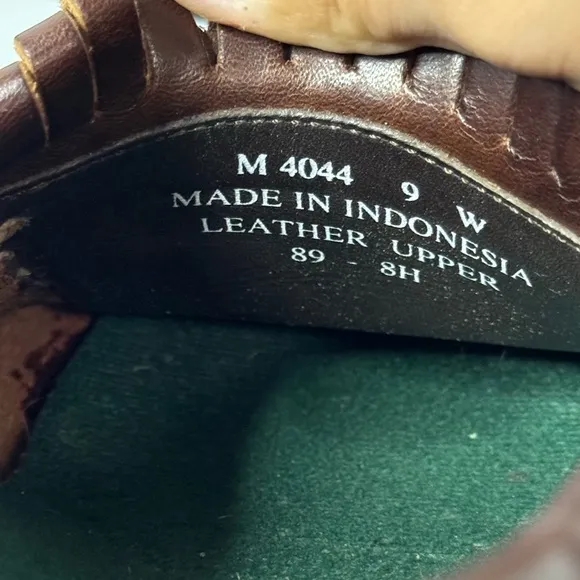 M 4044 9 W
MADE IN INDONESIA
LEATHER UPPER
89 - 8H